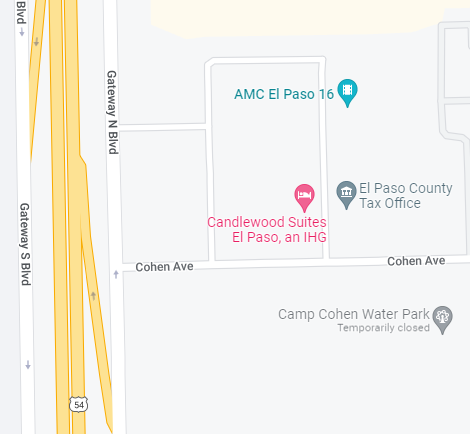 Blvd
AMC El Paso 16
Gateway N Blvd
El Paso County
Tax Office
Gateway S Blvd
Candlewood Suites
El Paso, an IHG
Cohen Ave
Cohen Ave
Camp Cohen Water Park
Temporarily closed
54